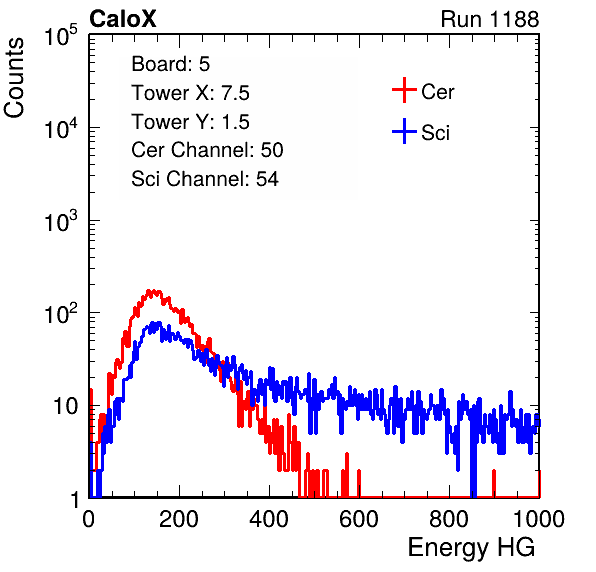 CaloX Run 1188
Counts
10^5
10^4
10^3
10^2
10
1
Board: 5
Tower X: 7.5
Tower Y: 1.5
Cer Channel: 50
Sci Channel: 54
Cer
Sci
0 200 400 600 800 1000
Energy HG